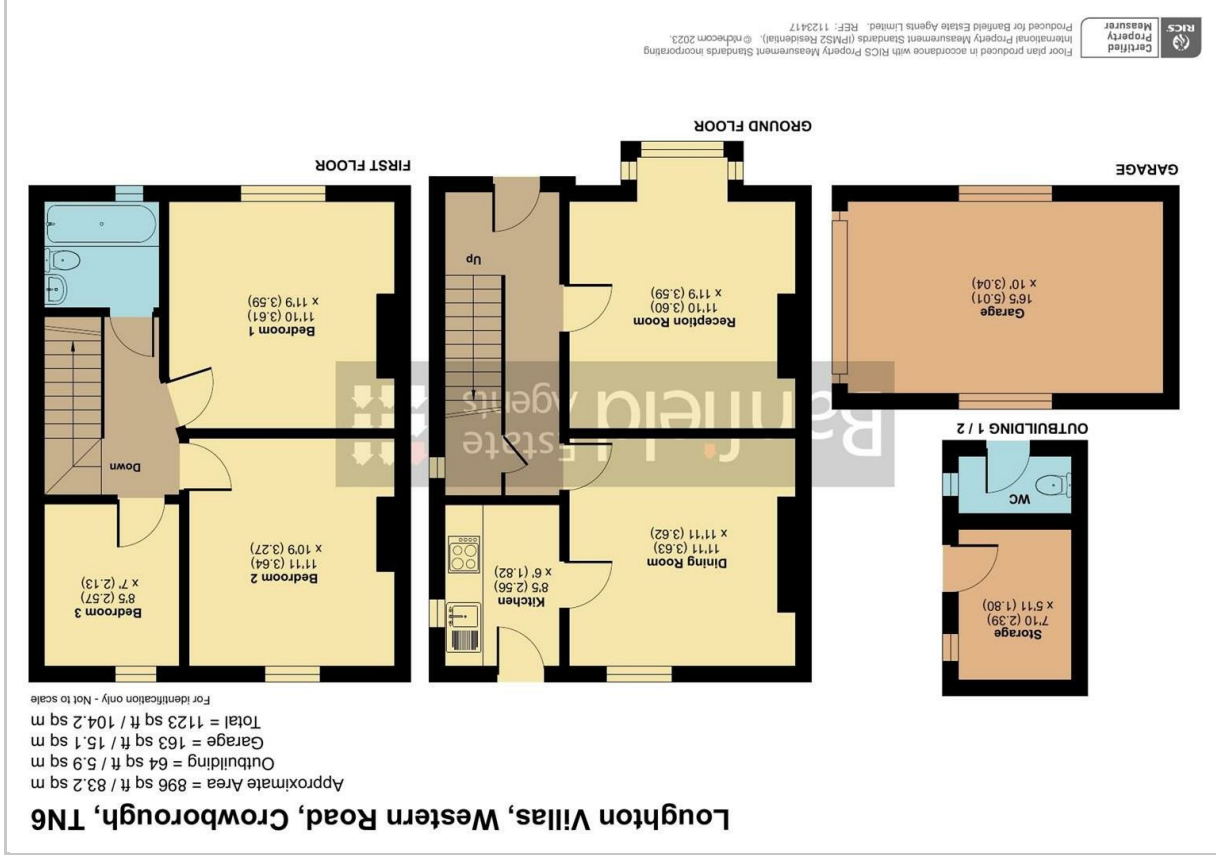 Loughton Villas, Western Road, Crowborough, TN6
Approximate Area = 896 sq ft / 83.2 sq m
Outbuilding = 64 sq ft / 5.9 sq m
Garage = 163 sq ft / 15.1 sq m
Total = 1123 sq ft / 104.2 sq m
For identification only - Not to scale
Storage
7'10 (2.39)
x 5'11 (1.80)
WC
OUTBUILDING 1 / 2
Garage
16'5 (5.01)
x 10' (3.04)
GARAGE
Dining Room
11'11 (3.63)
x 11'11 (3.62)
Kitchen
8'5 (2.56)
x 6' (1.82)
Reception Room
11'10 (3.60)
x 11'9 (3.59)
Up
GROUND FLOOR
Bedroom 2
11'11 (3.64)
x 10'9 (3.27)
Bedroom 3
8'5 (2.57)
x 7' (2.13)
Down
Bedroom 1
11'10 (3.61)
x 11'9 (3.59)
FIRST FLOOR
Banfield Estate
Agents
RICS
Certified
Property
Measurer
Floor plan produced in accordance with RICS Property Measurement Standards incorporating
International Property Measurement Standards (IPMS2 Residential). © nichecom 2023.
Produced for Banfield Estate Agents Limited. REF: 1123417